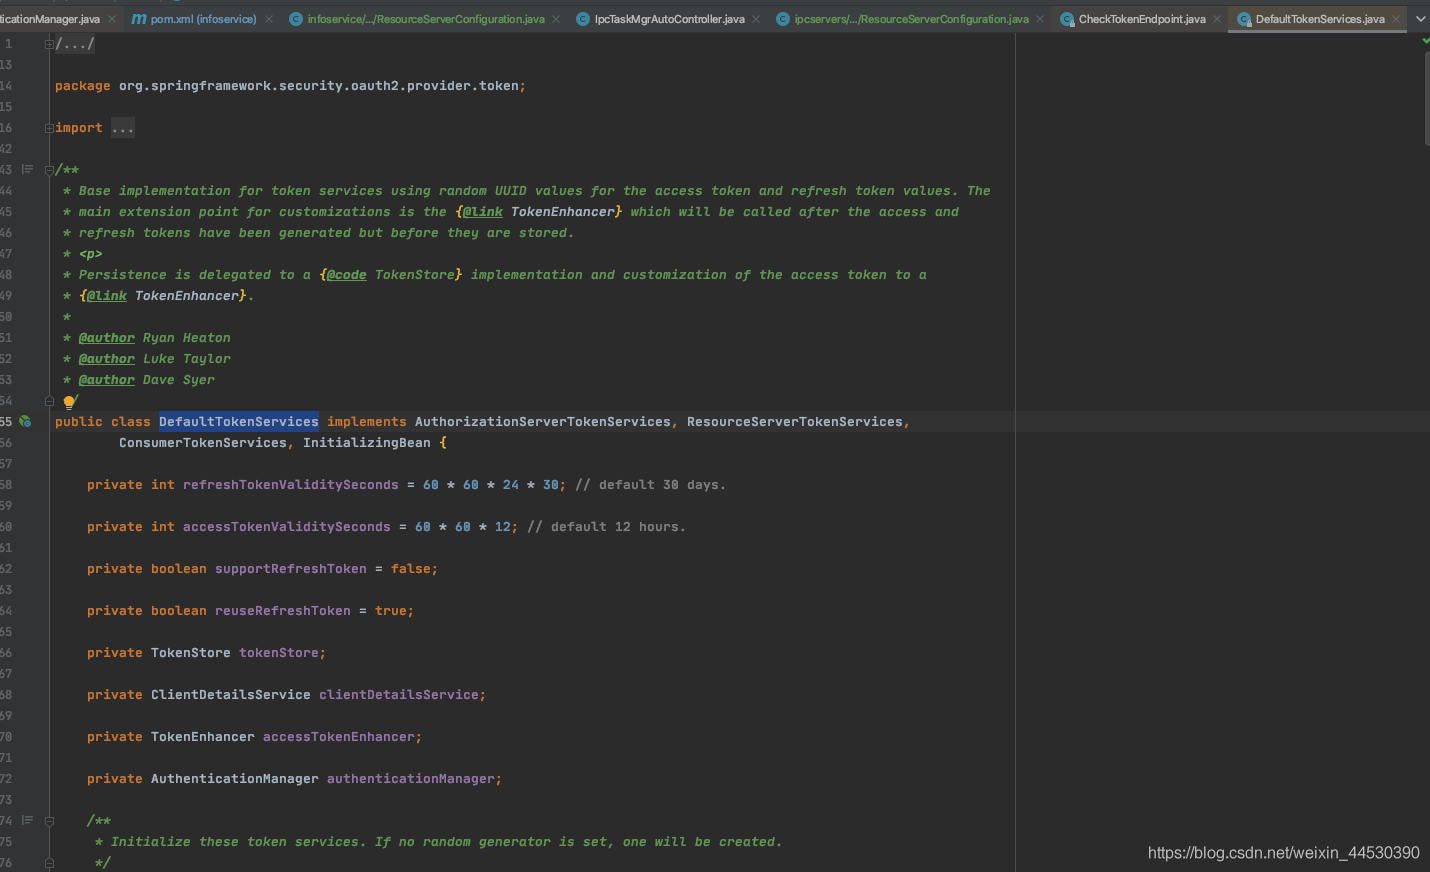 ticationManager.java
pom.xml (infoservice)
infoservice/.../ResourceServerConfiguration.java
IpcTaskMgrAutoController.java
ipcservers/.../ResourceServerConfiguration.java
CheckTokenEndpoint.java
DefaultTokenServices.java
1 /.../
13
14 package org.springframework.security.oauth2.provider.token;
15
16 import ...
42
43 /**
44 * Base implementation for token services using random UUID values for the access token and refresh token values. The
45 * main extension point for customizations is the {@link TokenEnhancer} which will be called after the access and
46 * refresh tokens have been generated but before they are stored.
47 * <p>
48 * Persistence is delegated to a {@code TokenStore} implementation and customization of the access token to a
49 * {@link TokenEnhancer}.
50 *
51 * @author Ryan Heaton
52 * @author Luke Taylor
53 * @author Dave Syer
54 /
55 public class DefaultTokenServices implements AuthorizationServerTokenServices, ResourceServerTokenServices,
56 ConsumerTokenServices, InitializingBean {
57
58 private int refreshTokenValiditySeconds = 60 * 60 * 24 * 30; // default 30 days.
59
60 private int accessTokenValiditySeconds = 60 * 60 * 12; // default 12 hours.
61
62 private boolean supportRefreshToken = false;
63
64 private boolean reuseRefreshToken = true;
65
66 private TokenStore tokenStore;
67
68 private ClientDetailsService clientDetailsService;
69
70 private TokenEnhancer accessTokenEnhancer;
71
72 private AuthenticationManager authenticationManager;
73
74 /**
75 * Initialize these token services. If no random generator is set, one will be created.
76 */
https://blog.csdn.net/weixin_44530390